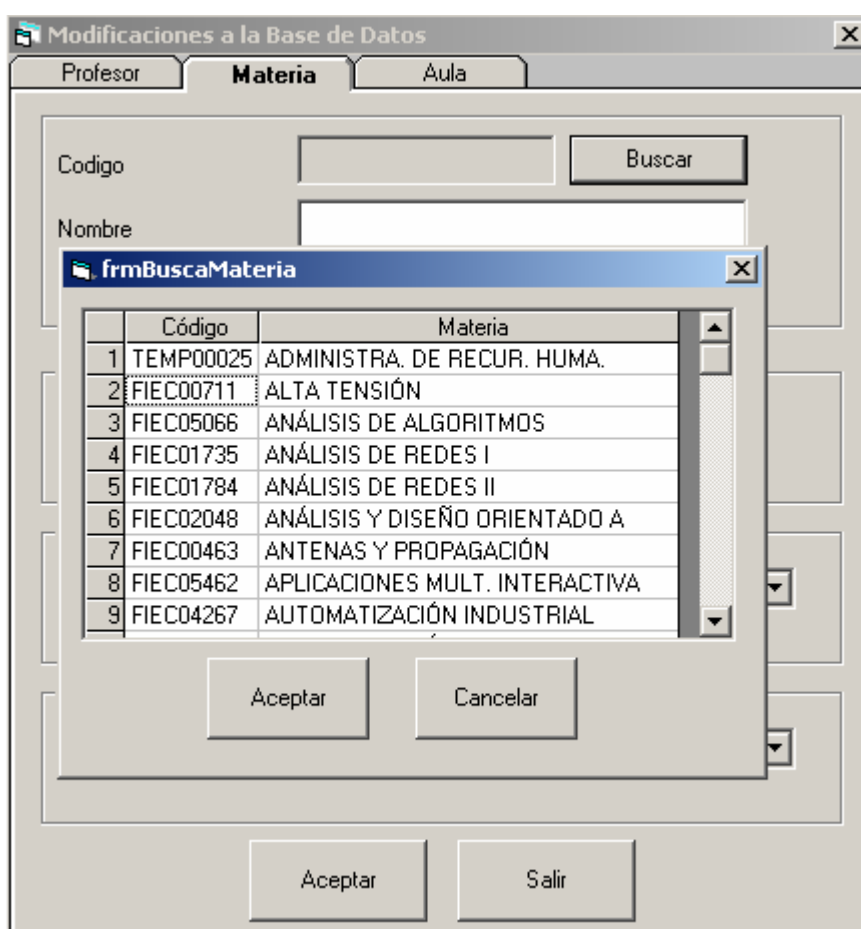 Modificaciones a la Base de Datos
Profesor Materia Aula
Codigo Buscar
Nombre
frmBuscaMateria
Código Materia
1 TEMP00025 ADMINISTRA. DE RECUR. HUMA.
2 FIEC00711 ALTA TENSIÓN
3 FIEC05066 ANÁLISIS DE ALGORITMOS
4 FIEC01735 ANÁLISIS DE REDES I
5 FIEC01784 ANÁLISIS DE REDES II
6 FIEC02048 ANÁLISIS Y DISEÑO ORIENTADO A
7 FIEC00463 ANTENAS Y PROPAGACIÓN
8 FIEC05462 APLICACIONES MULT. INTERACTIVA
9 FIEC04267 AUTOMATIZACIÓN INDUSTRIAL
Aceptar Cancelar
Aceptar Salir